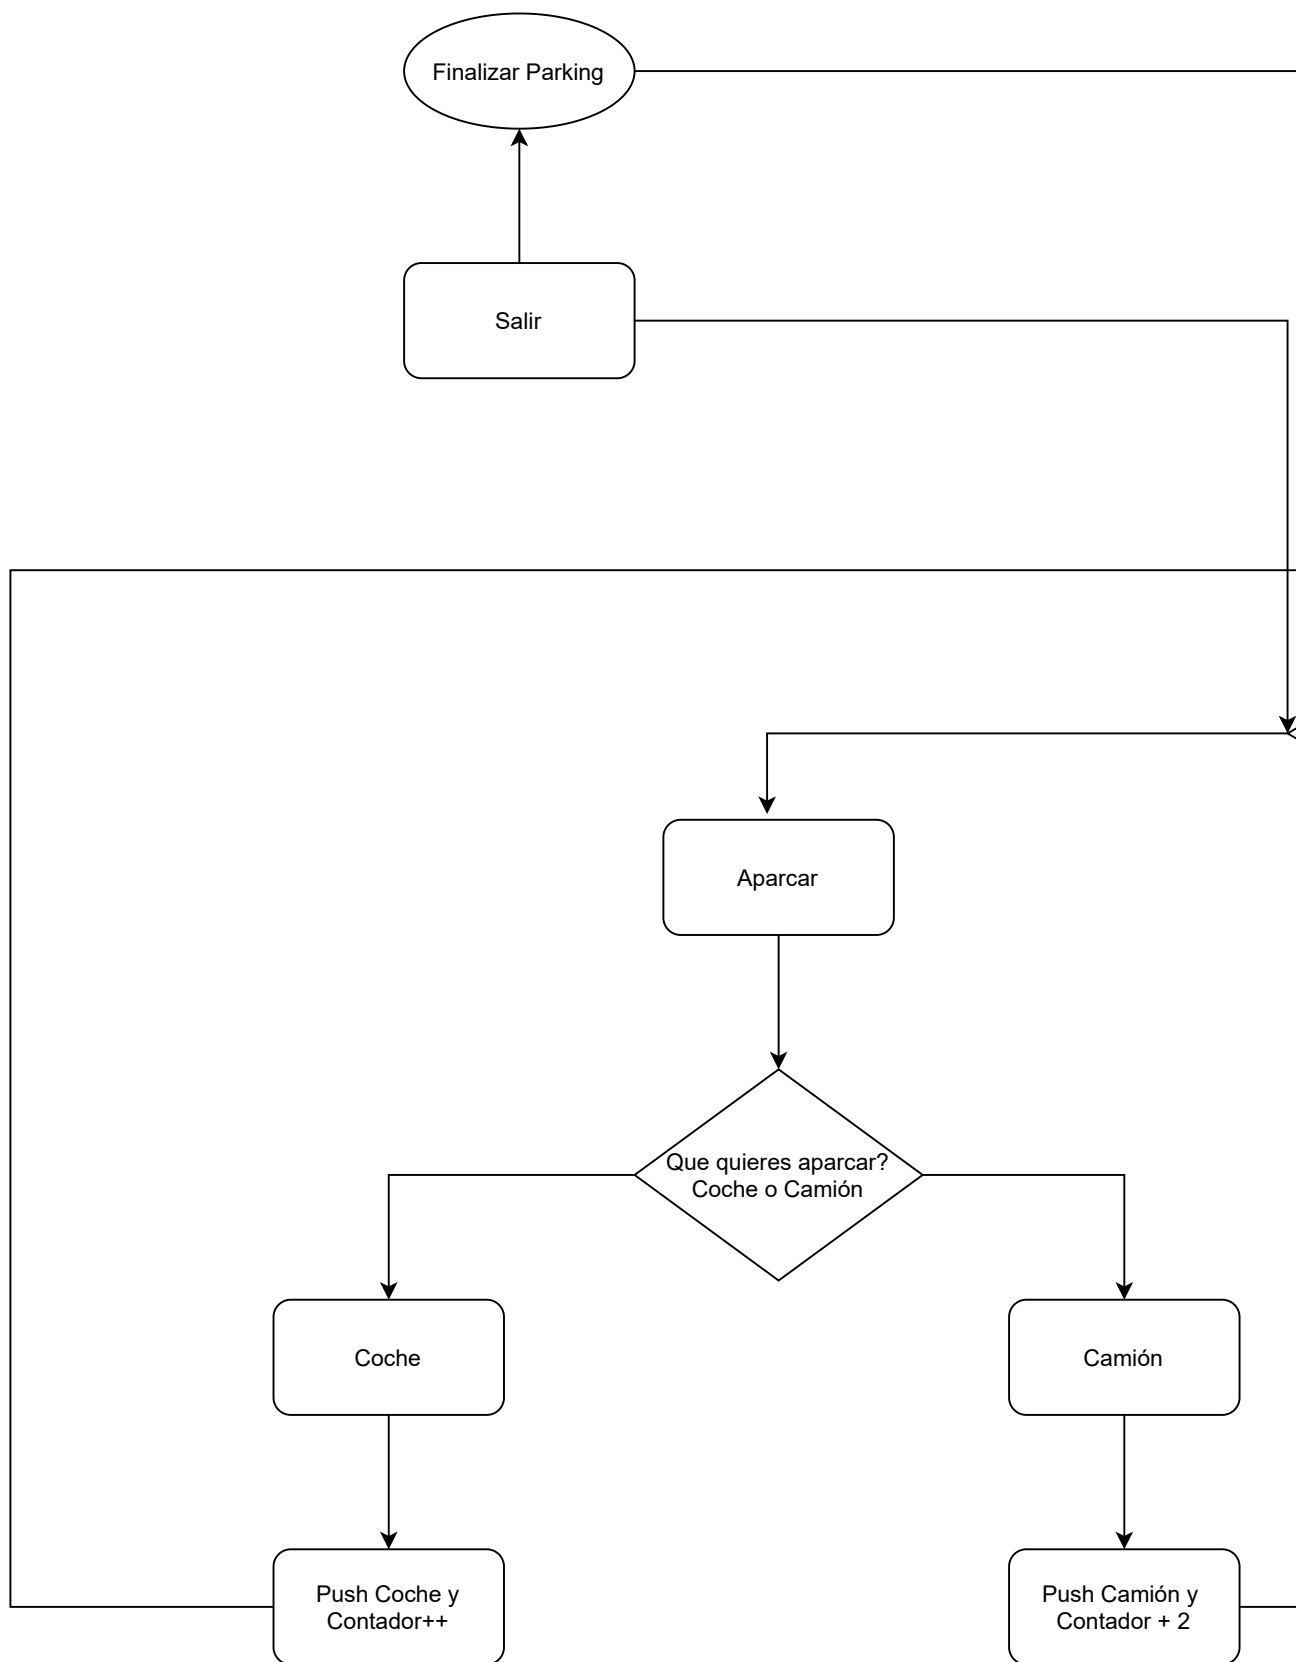 Finalizar Parking
Salir
Aparcar
Que quieres aparcar?
Coche o Camión
Coche
Camión
Push Coche y
Contador++
Push Camión y
Contador + 2